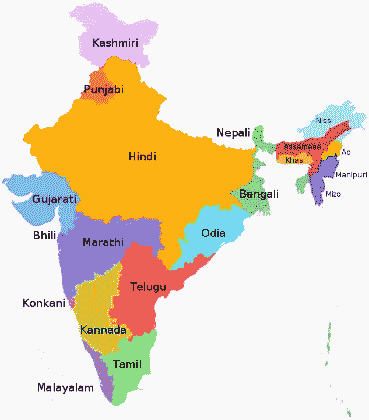 Kashmiri
Punjabi
Nissi
Nepali
Assamese
Hindi
Khasi
Ao
Manipuri
Gujarati
Bengali
Mizo
Bhili
Marathi
Odia
Telugu
Konkani
Kannada
Tamil
Malayalam